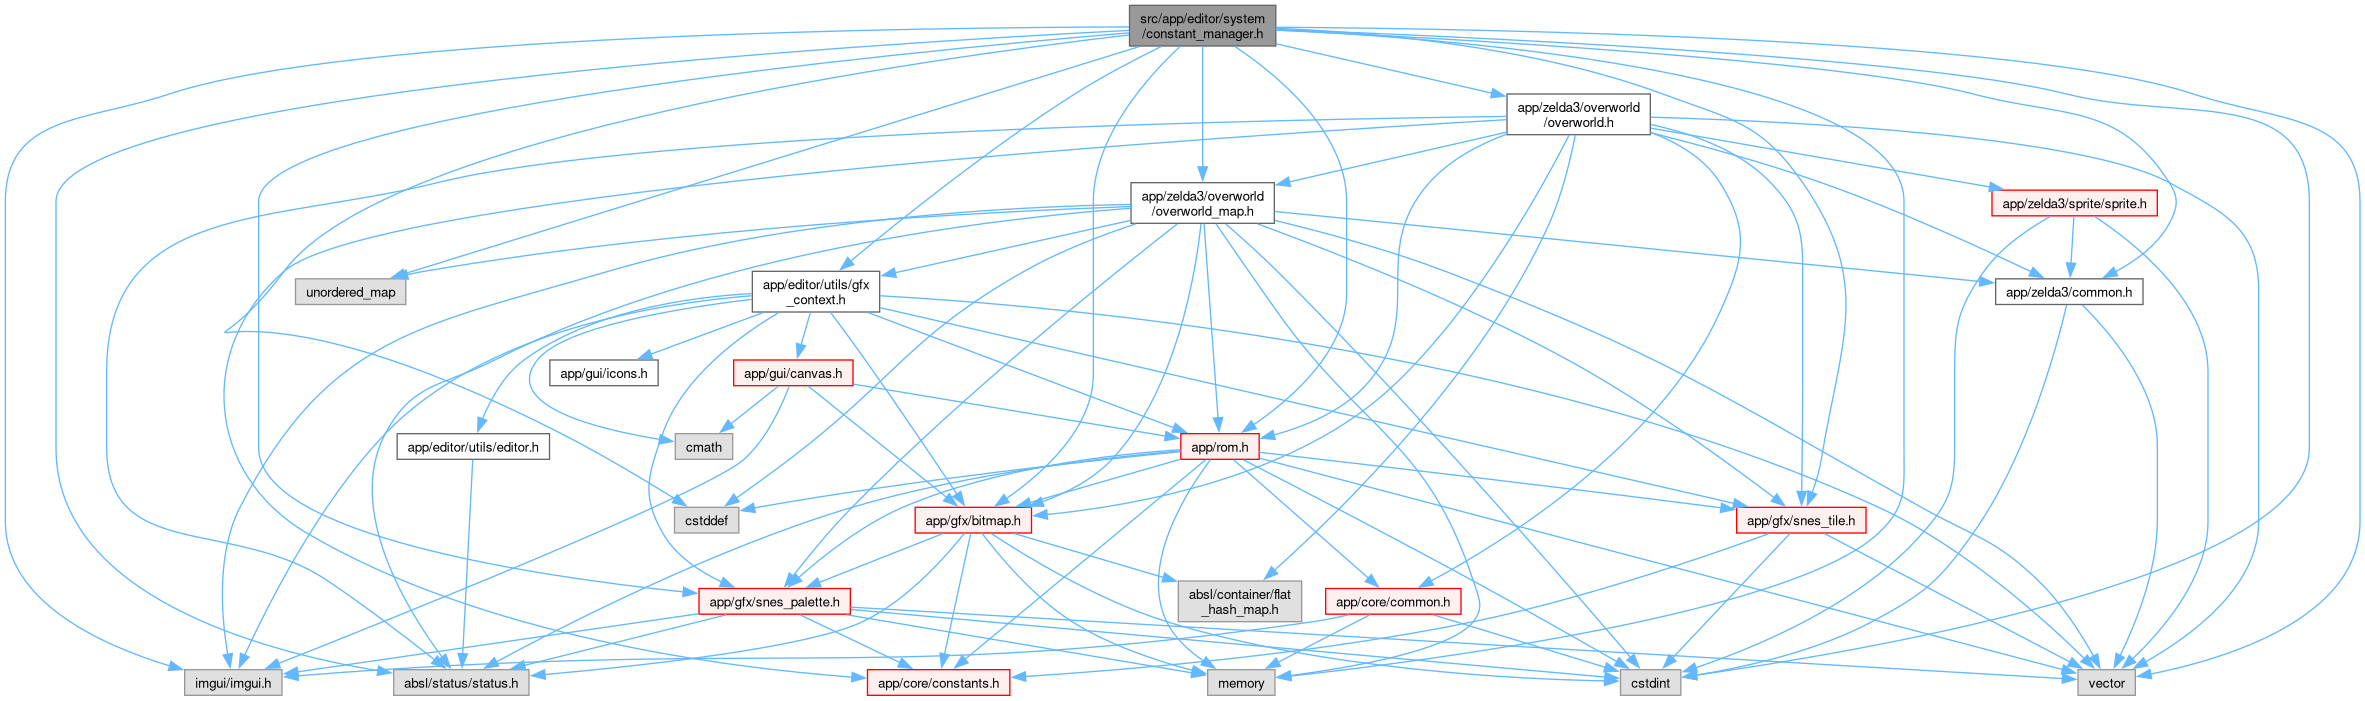 src/app/editor/system
/constant_manager.h
app/zelda3/overworld
/overworld.h
app/zelda3/overworld
/overworld_map.h
app/zelda3/sprite/sprite.h
unordered_map
app/editor/utils/gfx
_context.h
app/zelda3/common.h
app/gui/icons.h
app/gui/canvas.h
app/editor/utils/editor.h
cmath
app/rom.h
cstddef
app/gfx/bitmap.h
app/gfx/snes_tile.h
app/gfx/snes_palette.h
absl/container/flat
_hash_map.h
app/core/common.h
imgui/imgui.h
absl/status/status.h
app/core/constants.h
memory
cstdint
vector